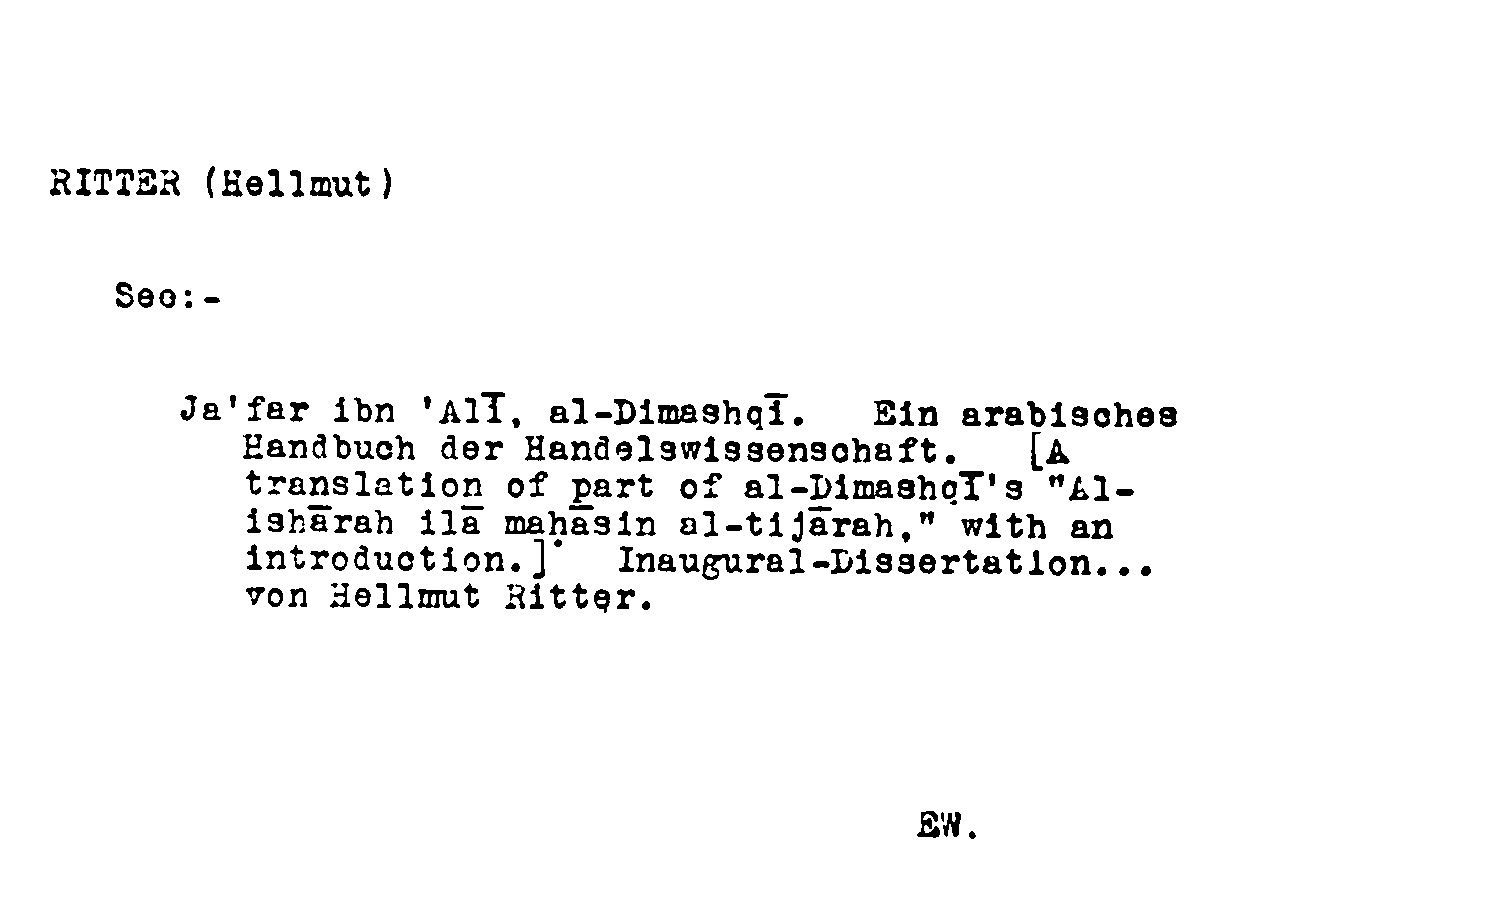 RITTER (Hellmut)
See:-
Ja'far ibn 'Alī, al-Dimashqī. Ein arabisches
Handbuch der Handelswissenschaft. [A
translation of part of al-Dimashqī's "Al-
ishārah ilā mahāsin al-tijārah," with an
introduction.] Inaugural-Dissertation...
von Hellmut Ritter.
EW.